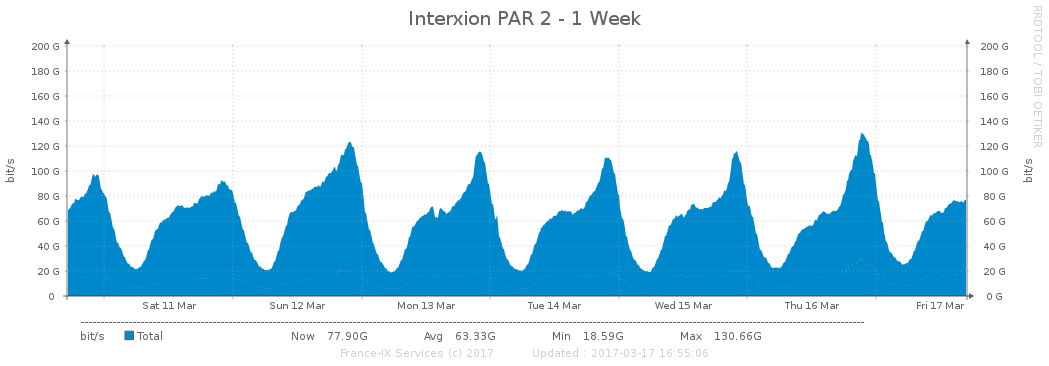 Interxion PAR 2 - 1 Week
RRDTOOL / TOBI OETIKER
bit/s
200 G 200 G
180 G 180 G
160 G 160 G
140 G 140 G
120 G 120 G
100 G 100 G
80 G 80 G
60 G 60 G
40 G 40 G
20 G 20 G
0 0 G
bit/s
Sat 11 Mar Sun 12 Mar Mon 13 Mar Tue 14 Mar Wed 15 Mar Thu 16 Mar Fri 17 Mar
bit/s Total Now 77.90G Avg 63.33G Min 18.59G Max 130.66G
France-IX Services (c) 2017 Updated : 2017-03-17 16:55:06